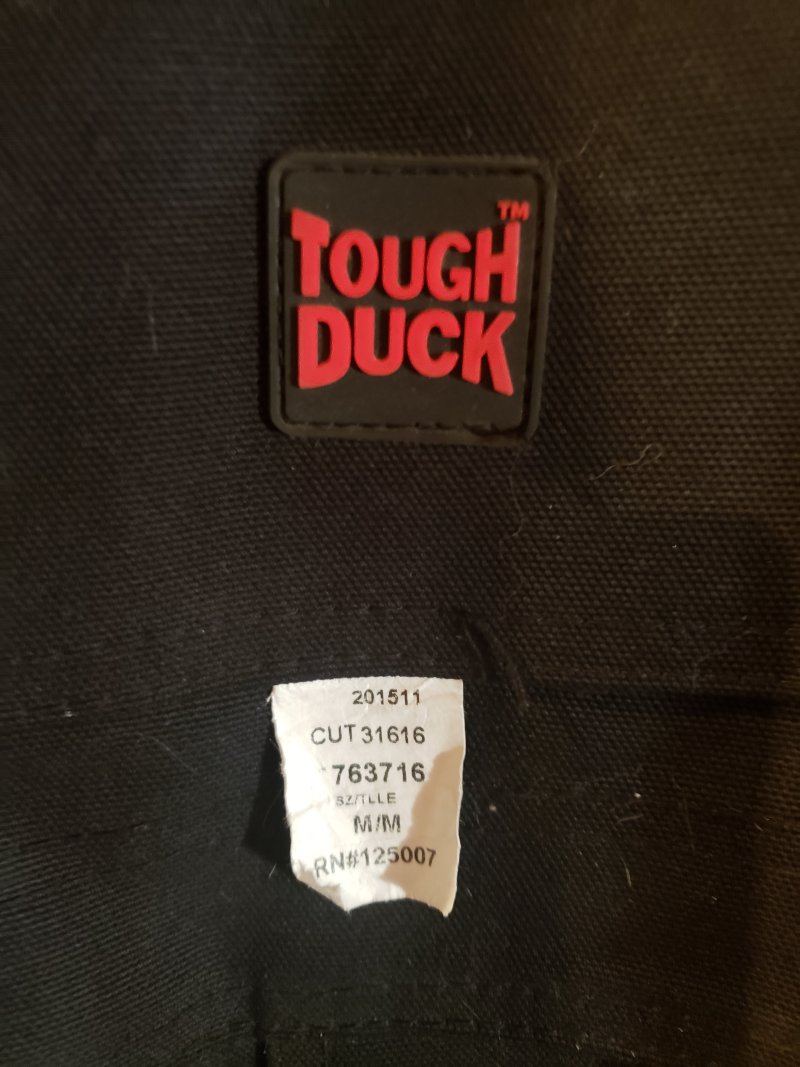 TOUGH™
DUCK
201511
CUT 31616
763716
SZ/TLLE
M/M
RN#125007